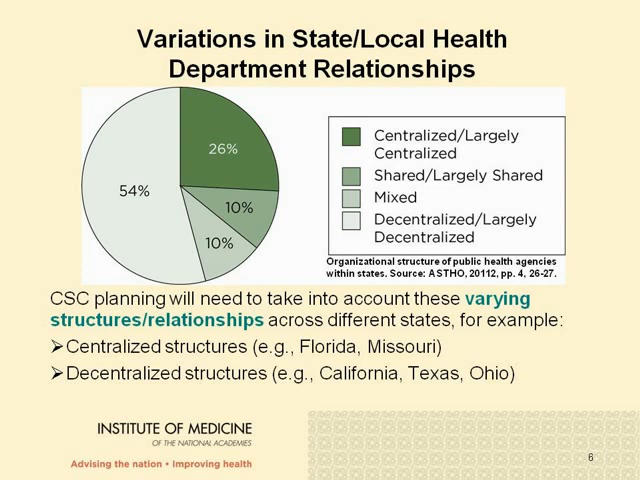 Variations in State/Local Health
Department Relationships
26%
54%
10%
10%
Centralized/Largely
Centralized
Shared/Largely Shared
Mixed
Decentralized/Largely
Decentralized
Organizational structure of public health agencies
within states. Source: ASTHO, 20112, pp. 4, 26-27.
CSC planning will need to take into account these varying
structures/relationships across different states, for example:
➢Centralized structures (e.g., Florida, Missouri)
➢Decentralized structures (e.g., California, Texas, Ohio)
INSTITUTE OF MEDICINE
OF THE NATIONAL ACADEMIES
Advising the nation • Improving health
6